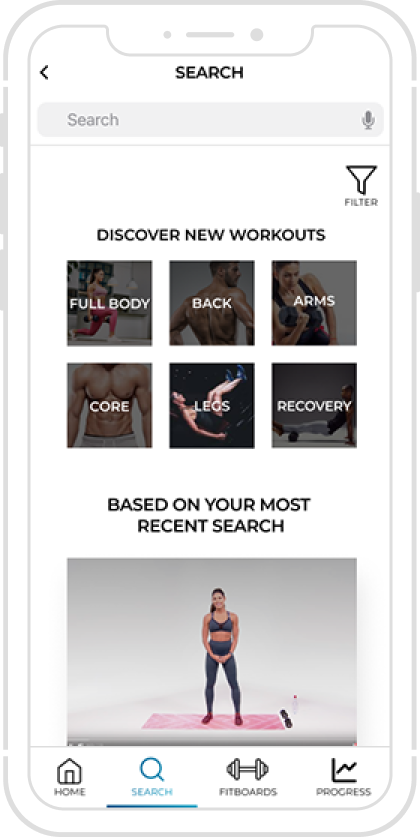 SEARCH
Search
FILTER
DISCOVER NEW WORKOUTS
FULL BODY
BACK
ARMS
CORE
LEGS
RECOVERY
BASED ON YOUR MOST
RECENT SEARCH
HOME
SEARCH
FITBOARDS
PROGRESS